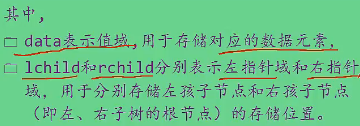 其中,
data表示值域,用于存储对应的数据元素,
lchild和rchild分别表示左指针域和右指针
域,用于分别存储左孩子节点和右孩子节点
(即左、右子树的根节点)的存储位置。